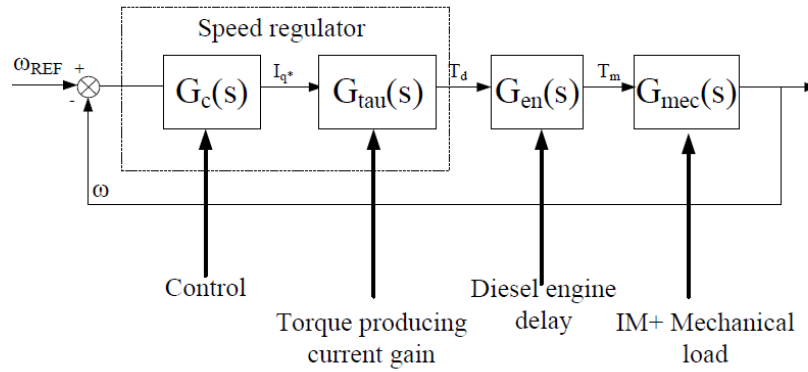 Speed regulator
ωREF
+
-
Gc(s)
Iq*
Gtau(s)
Td
Gen(s)
Tm
Gmec(s)
ω
Control
Torque producing
current gain
Diesel engine
delay
IM+ Mechanical
load